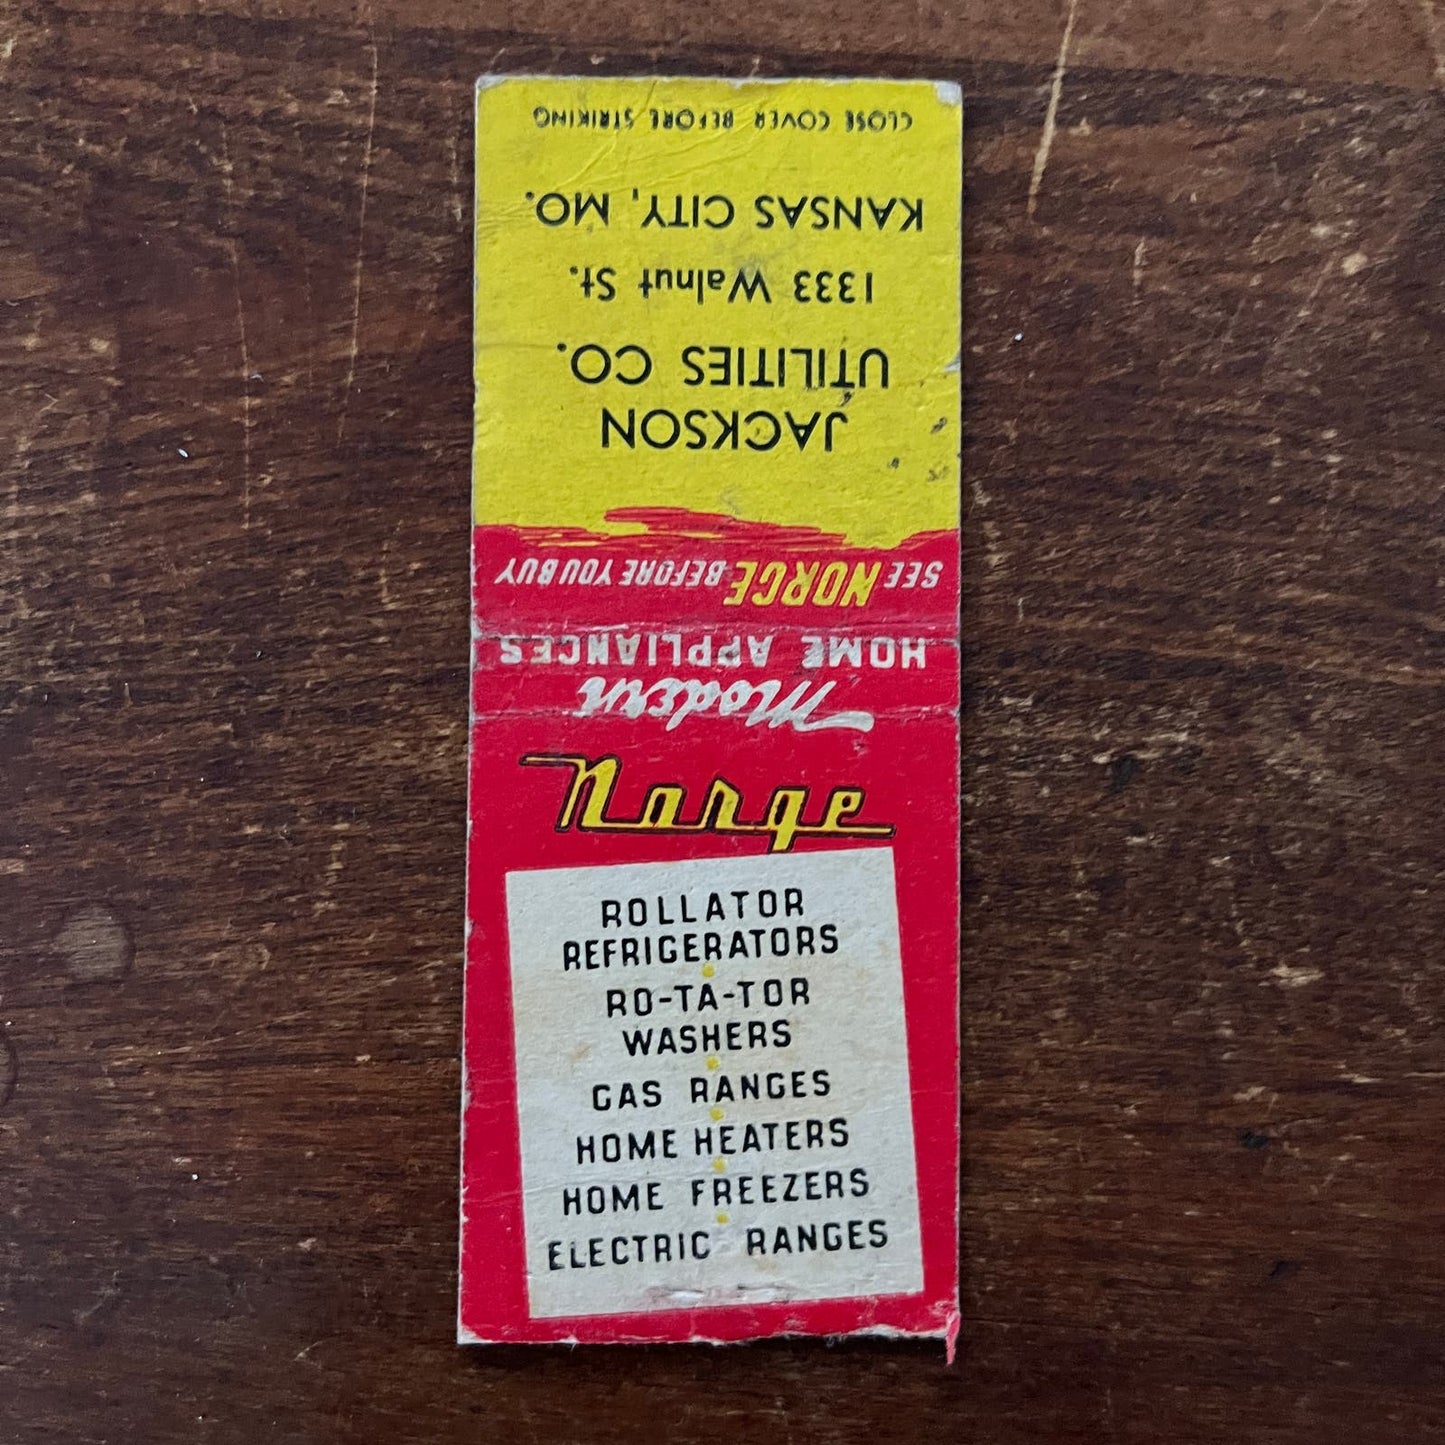 CLOSE COVER BEFORE STRIKING
KANSAS CITY, MO.
1333 Walnut St.
UTILITIES CO.
JACKSON
SEE NORGE BEFORE YOU BUY
HOME APPLIANCES
Modern
Norge
ROLLATOR
REFRIGERATORS
RO-TA-TOR
WASHERS
GAS RANGES
HOME HEATERS
HOME FREEZERS
ELECTRIC RANGES